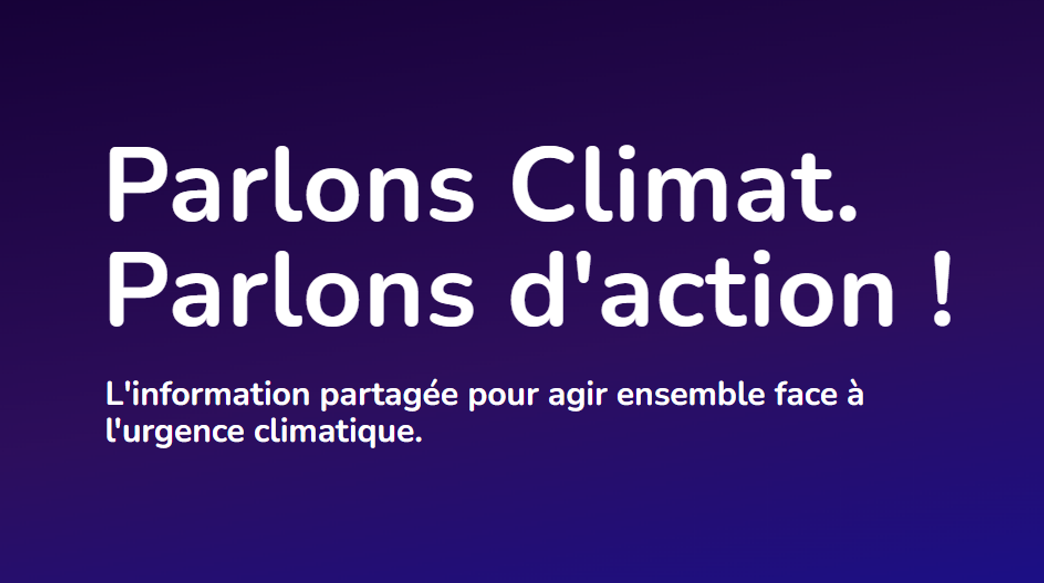 Parlons Climat.
Parlons d'action !
L'information partagée pour agir ensemble face à
l'urgence climatique.